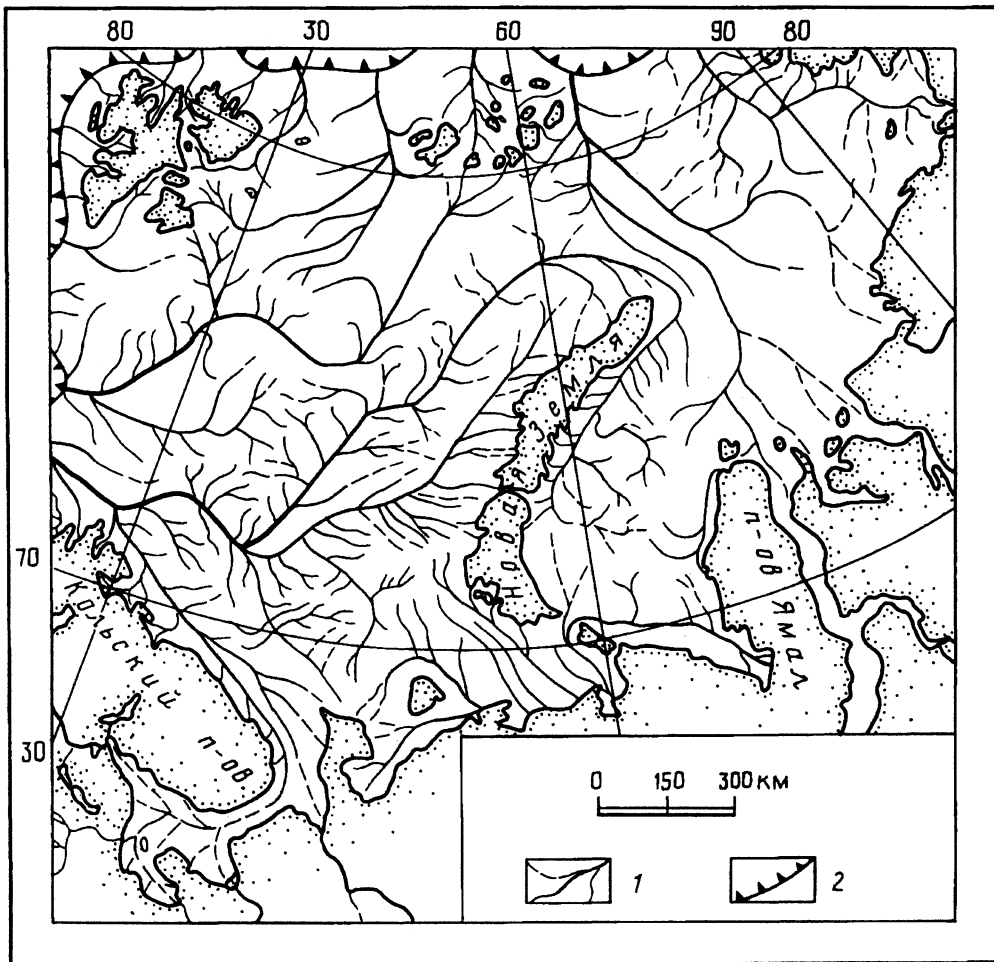 80 30 60 90 80
Новая Земля
70
Кольский п-ов
п-ов Ямал
30
0 150 300 КМ
1 2